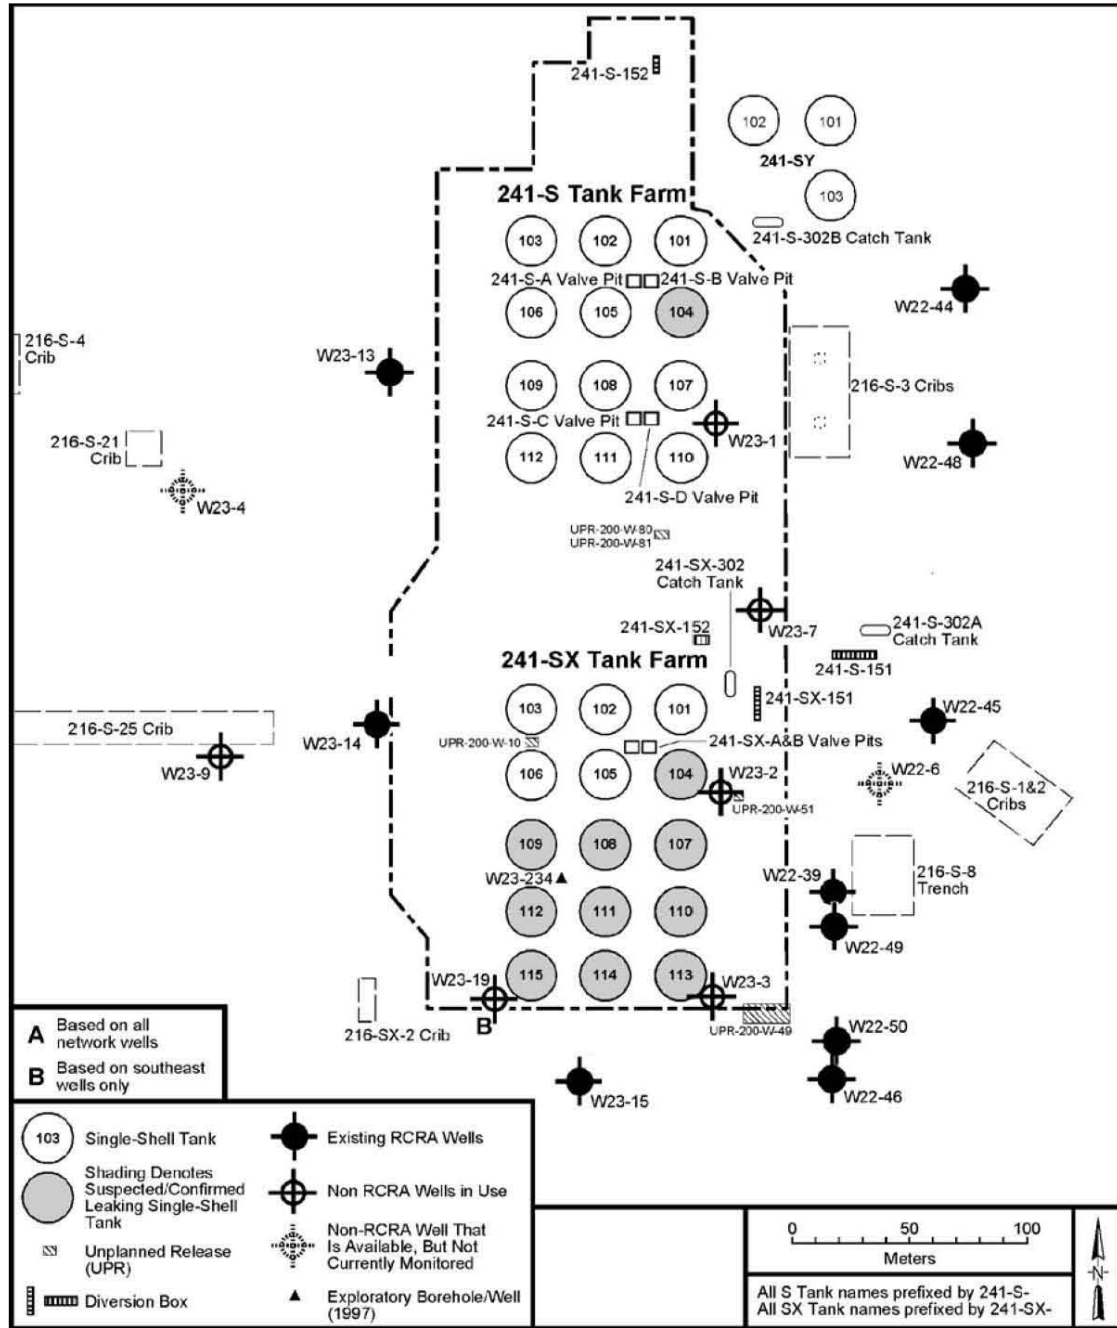 241-S-152
102
101
241-SY
103
241-S Tank Farm
241-S-302B Catch Tank
103
102
101
241-S-A Valve Pit
241-S-B Valve Pit
W22-44
106
105
104
216-S-4
Crib
W23-13
216-S-3 Cribs
109
108
107
241-S-C Valve Pit
W23-1
216-S-21
Crib
W22-48
112
111
110
W23-4
241-S-D Valve Pit
UPR-200-W-80
UPR-200-W-81
241-SX-302
Catch Tank
W23-7
241-S-302A
Catch Tank
241-SX-152
241-SX Tank Farm
241-S-151
103
102
101
241-SX-151
W22-45
216-S-25 Crib
W23-14
UPR-200-W-10
241-SX-A&B Valve Pits
W23-9
106
105
104
W23-2
W22-6
216-S-1&2
Cribs
UPR-200-W-51
109
108
107
W23-234
W22-39
216-S-8
Trench
112
111
110
W22-49
W23-19
115
114
113
W23-3
B
216-SX-2 Crib
UPR-200-W-49
W22-50
W23-15
W22-46
A Based on all
network wells
B Based on southeast
wells only
103 Single-Shell Tank
Shading Denotes
Suspected/Confirmed
Leaking Single-Shell
Tank
Unplanned Release
(UPR)
Diversion Box
Existing RCRA Wells
Non RCRA Wells in Use
Non-RCRA Well That
Is Available, But Not
Currently Monitored
Exploratory Borehole/Well
(1997)
0 50 100
Meters
All S Tank names prefixed by 241-S-
All SX Tank names prefixed by 241-SX-
N